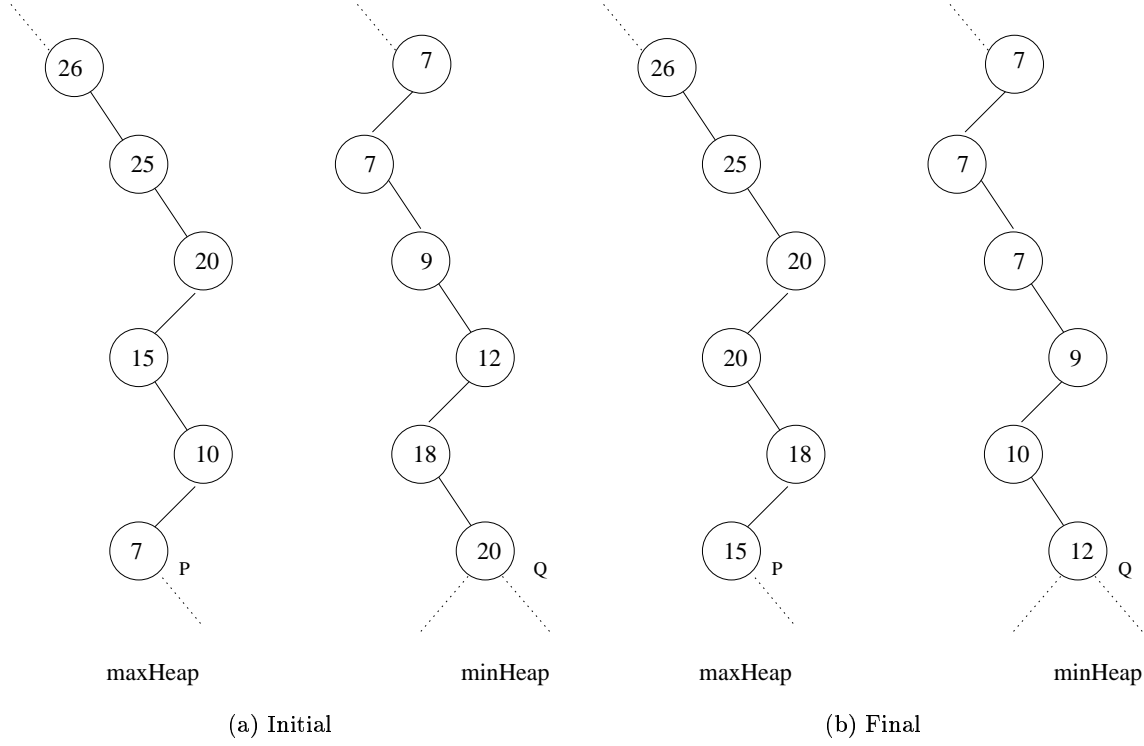 26 7 26 7
25 7 25 7
20 9 20 7
15 12 20 9
10 18 18 10
7 P 20 Q 15 P 12 Q
maxHeap minHeap maxHeap minHeap
(a) Initial (b) Final